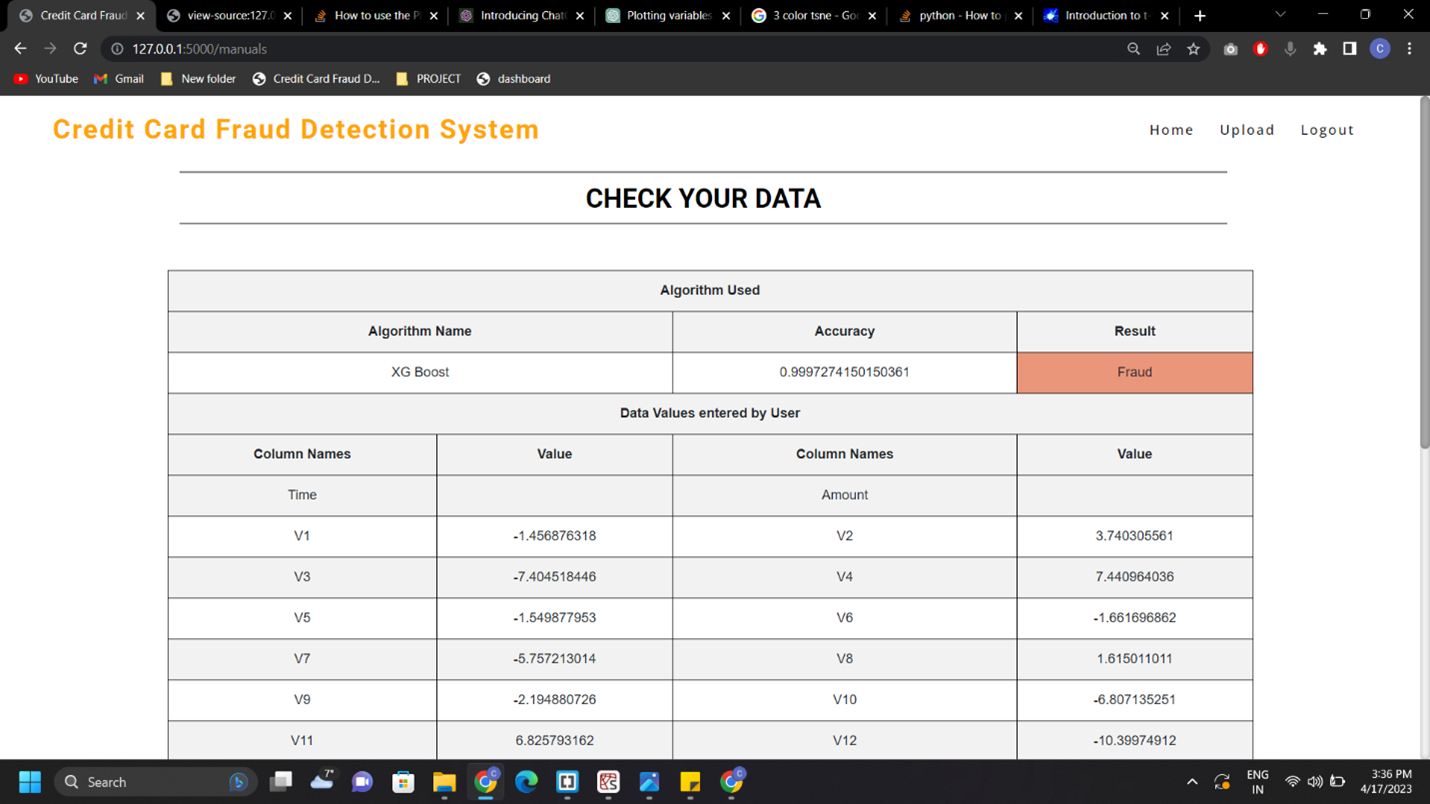 Credit Card Fraud view-source:127.0 How to use the P Introducing Chat Plotting variables 3 color tsne - Goo python - How to Introduction to t-
127.0.0.1:5000/manuals
YouTube Gmail New folder Credit Card Fraud D... PROJECT dashboard
Credit Card Fraud Detection System Home Upload Logout
CHECK YOUR DATA
Algorithm Used
Algorithm Name Accuracy Result
XG Boost 0.9997274150150361 Fraud
Data Values entered by User
Column Names Value Column Names Value
Time Amount
V1 -1.456876318 V2 3.740305561
V3 -7.404518446 V4 7.440964036
V5 -1.549877953 V6 -1.661696862
V7 -5.757213014 V8 1.615011011
V9 -2.194880726 V10 -6.807135251
V11 6.825793162 V12 -10.39974912
Search 7° ENG IN 3:36 PM
4/17/2023